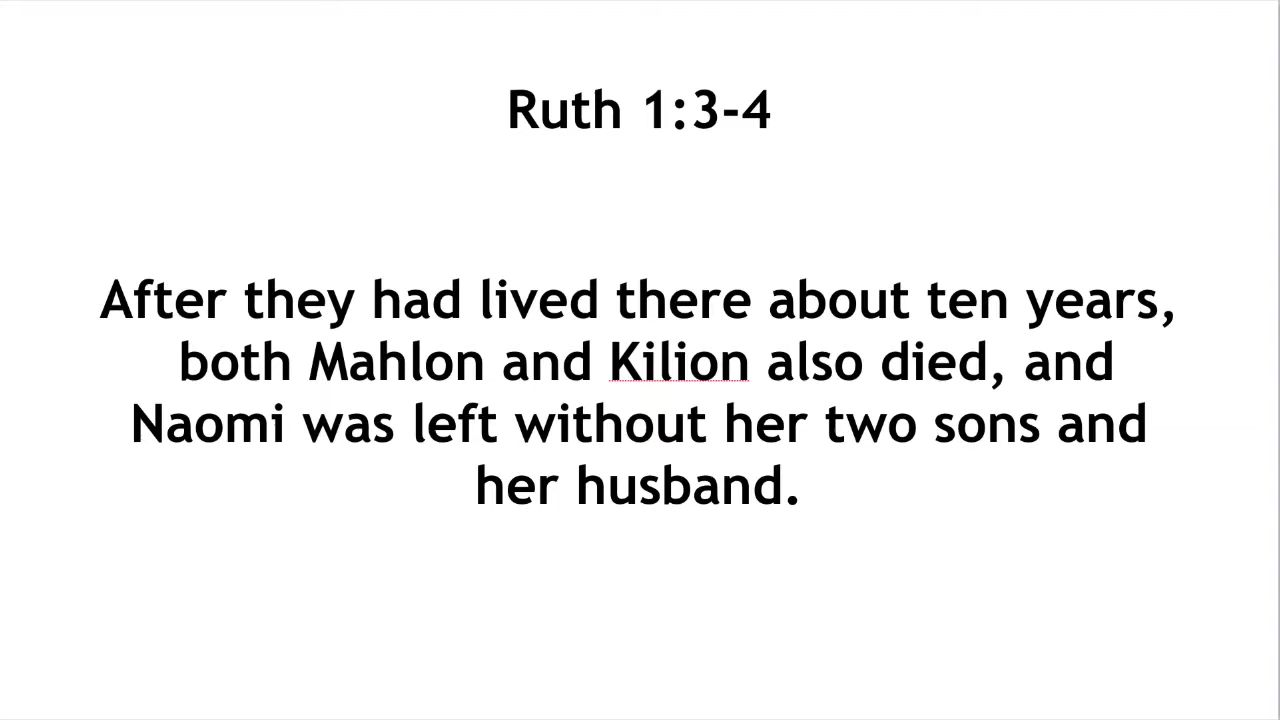 Ruth 1:3-4
After they had lived there about ten years,
both Mahlon and Kilion also died, and
Naomi was left without her two sons and
her husband.